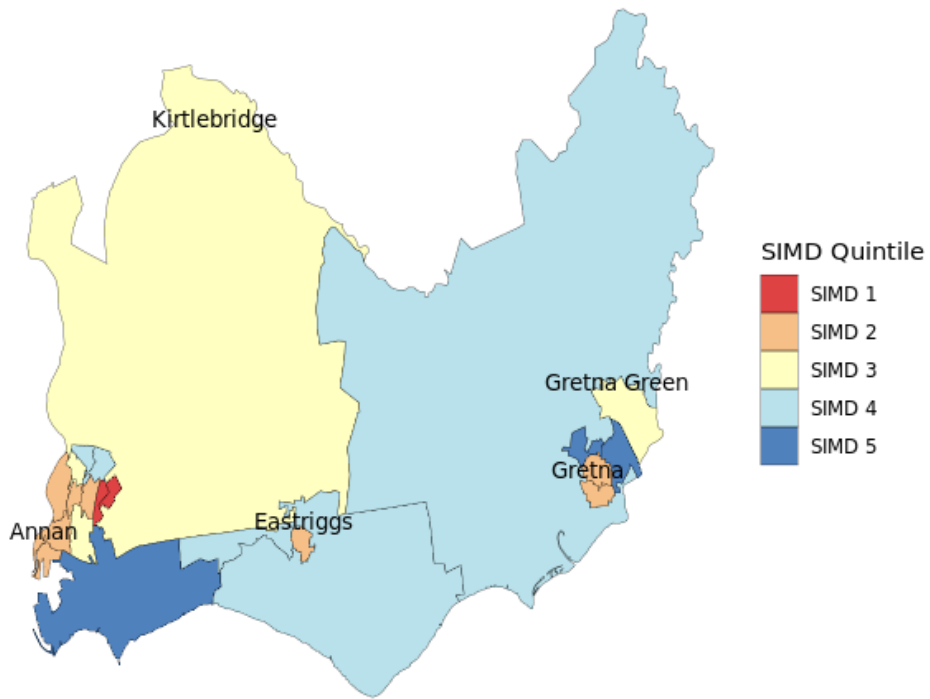 Kirtlebridge
SIMD Quintile
SIMD 1
SIMD 2
SIMD 3
SIMD 4
SIMD 5
Gretna Green
Gretna
Eastriggs
Annan